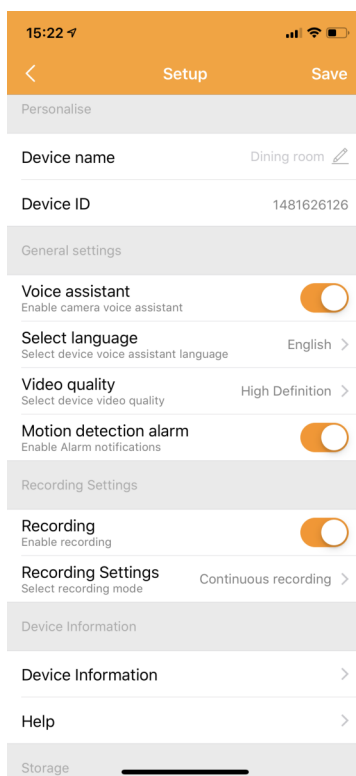 15:22
Setup
Save
Personalise
Device name
Dining room
Device ID
1481626126
General settings
Voice assistant
Enable camera voice assistant
Select language
English
Select device voice assistant language
Video quality
High Definition
Select device video quality
Motion detection alarm
Enable Alarm notifications
Recording Settings
Recording
Enable recording
Recording Settings
Continuous recording
Select recording mode
Device Information
Device Information
Help
Storage